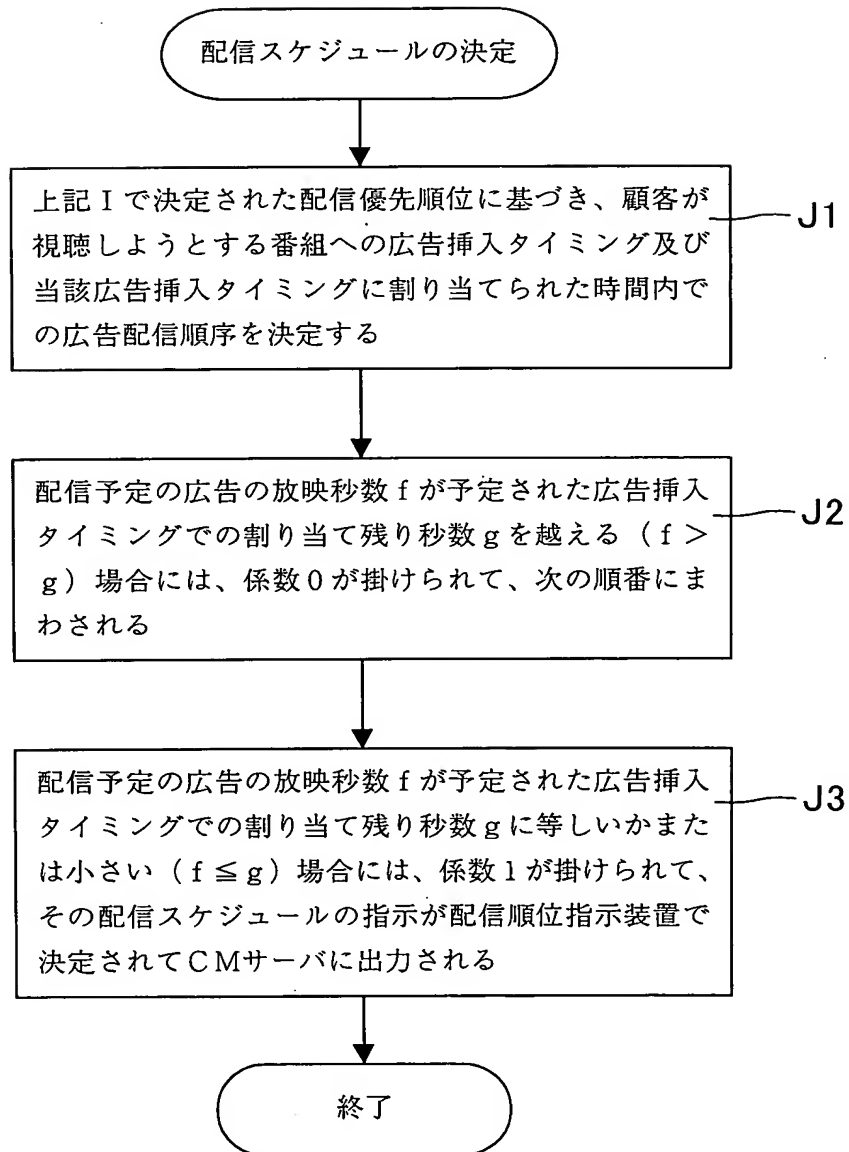 配信スケジュールの決定
上記Ⅰで決定された配信優先順位に基づき、顧客が
視聴しようとする番組への広告挿入タイミング及び
当該広告挿入タイミングに割り当てられた時間内で
の広告配信順序を決定する
J1
配信予定の広告の放映秒数fが予定された広告挿入
タイミングでの割り当て残り秒数gを越える（f＞
g）場合には、係数0が掛けられて、次の順番にま
わされる
J2
配信予定の広告の放映秒数fが予定された広告挿入
タイミングでの割り当て残り秒数gに等しいかまた
は小さい（f≦g）場合には、係数1が掛けられて、
その配信スケジュールの指示が配信順位指示装置で
決定されてCMサーバに出力される
J3
終了